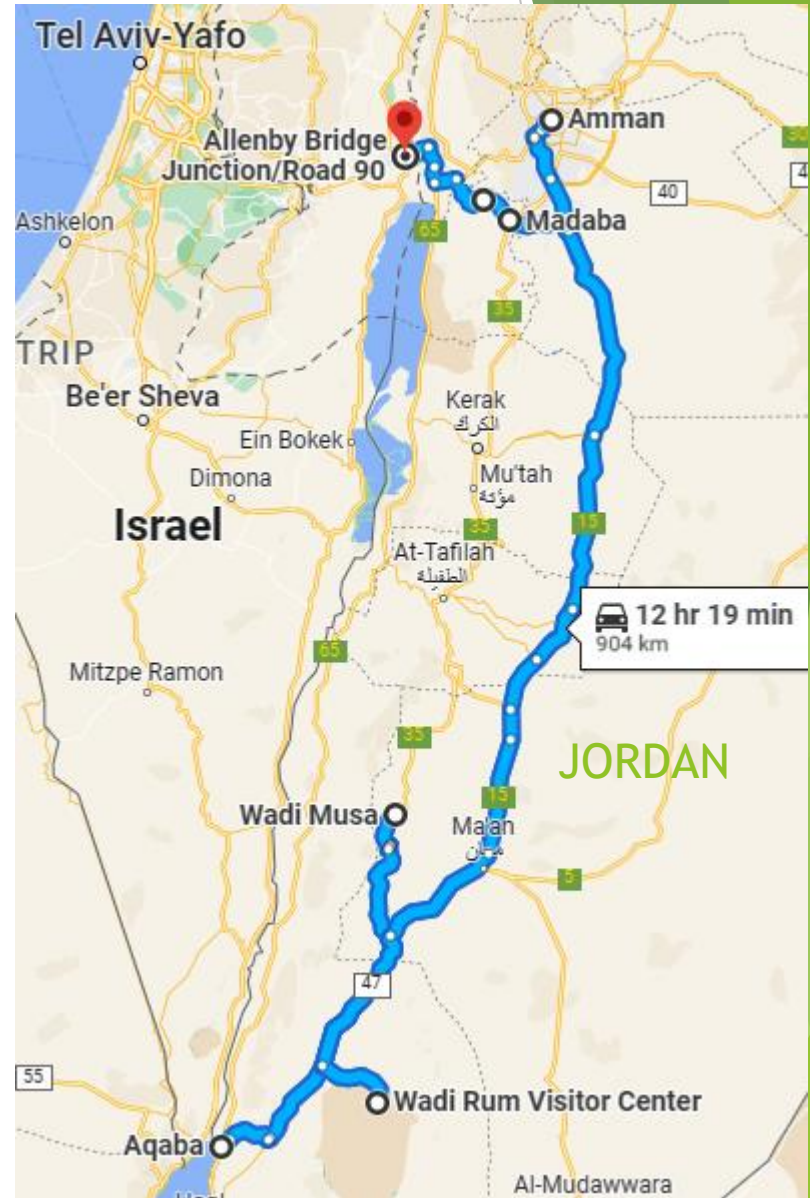 Tel Aviv-Yafo
Allenby Bridge
Junction/Road 90
Amman
40
Ashkelon
Madaba
65
35
TRIP
Be'er Sheva
Kerak
الكرك
Ein Bokek
Mu'tah
مؤتة
Dimona
Israel
15
35
At-Tafilah
الطفيلة
12 hr 19 min
904 km
65
Mitzpe Ramon
35
JORDAN
15
Wadi Musa
Ma'an
معان
5
47
55
Wadi Rum Visitor Center
Aqaba
Al-Mudawwara